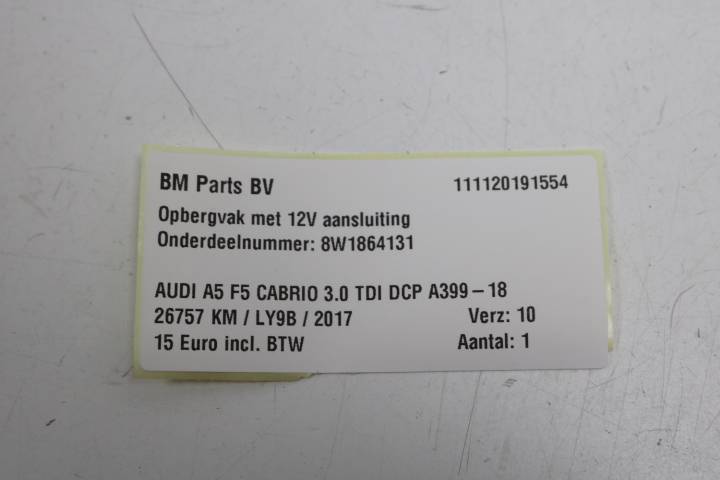 BM Parts BV 111120191554
Opbergvak met 12V aansluiting
Onderdeelnummer: 8W1864131
AUDI A5 F5 CABRIO 3.0 TDI DCP A399-18
26757 KM / LY9B / 2017 Verz: 10
15 Euro incl. BTW Aantal: 1